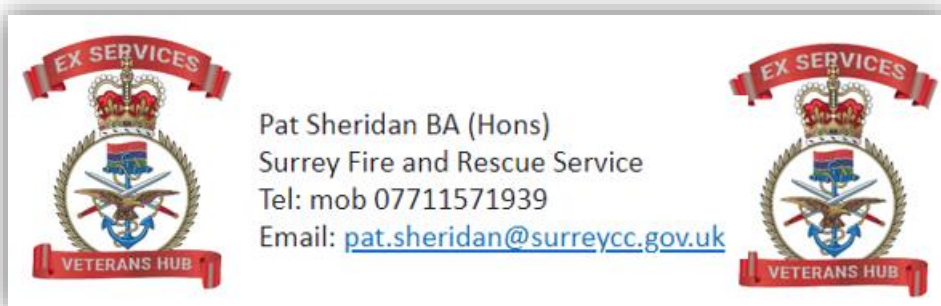 EX SERVICES
VETERANS HUB
Pat Sheridan BA (Hons)
Surrey Fire and Rescue Service
Tel: mob 07711571939
Email: pat.sheridan@surreycc.gov.uk
EX SERVICES
VETERANS HUB